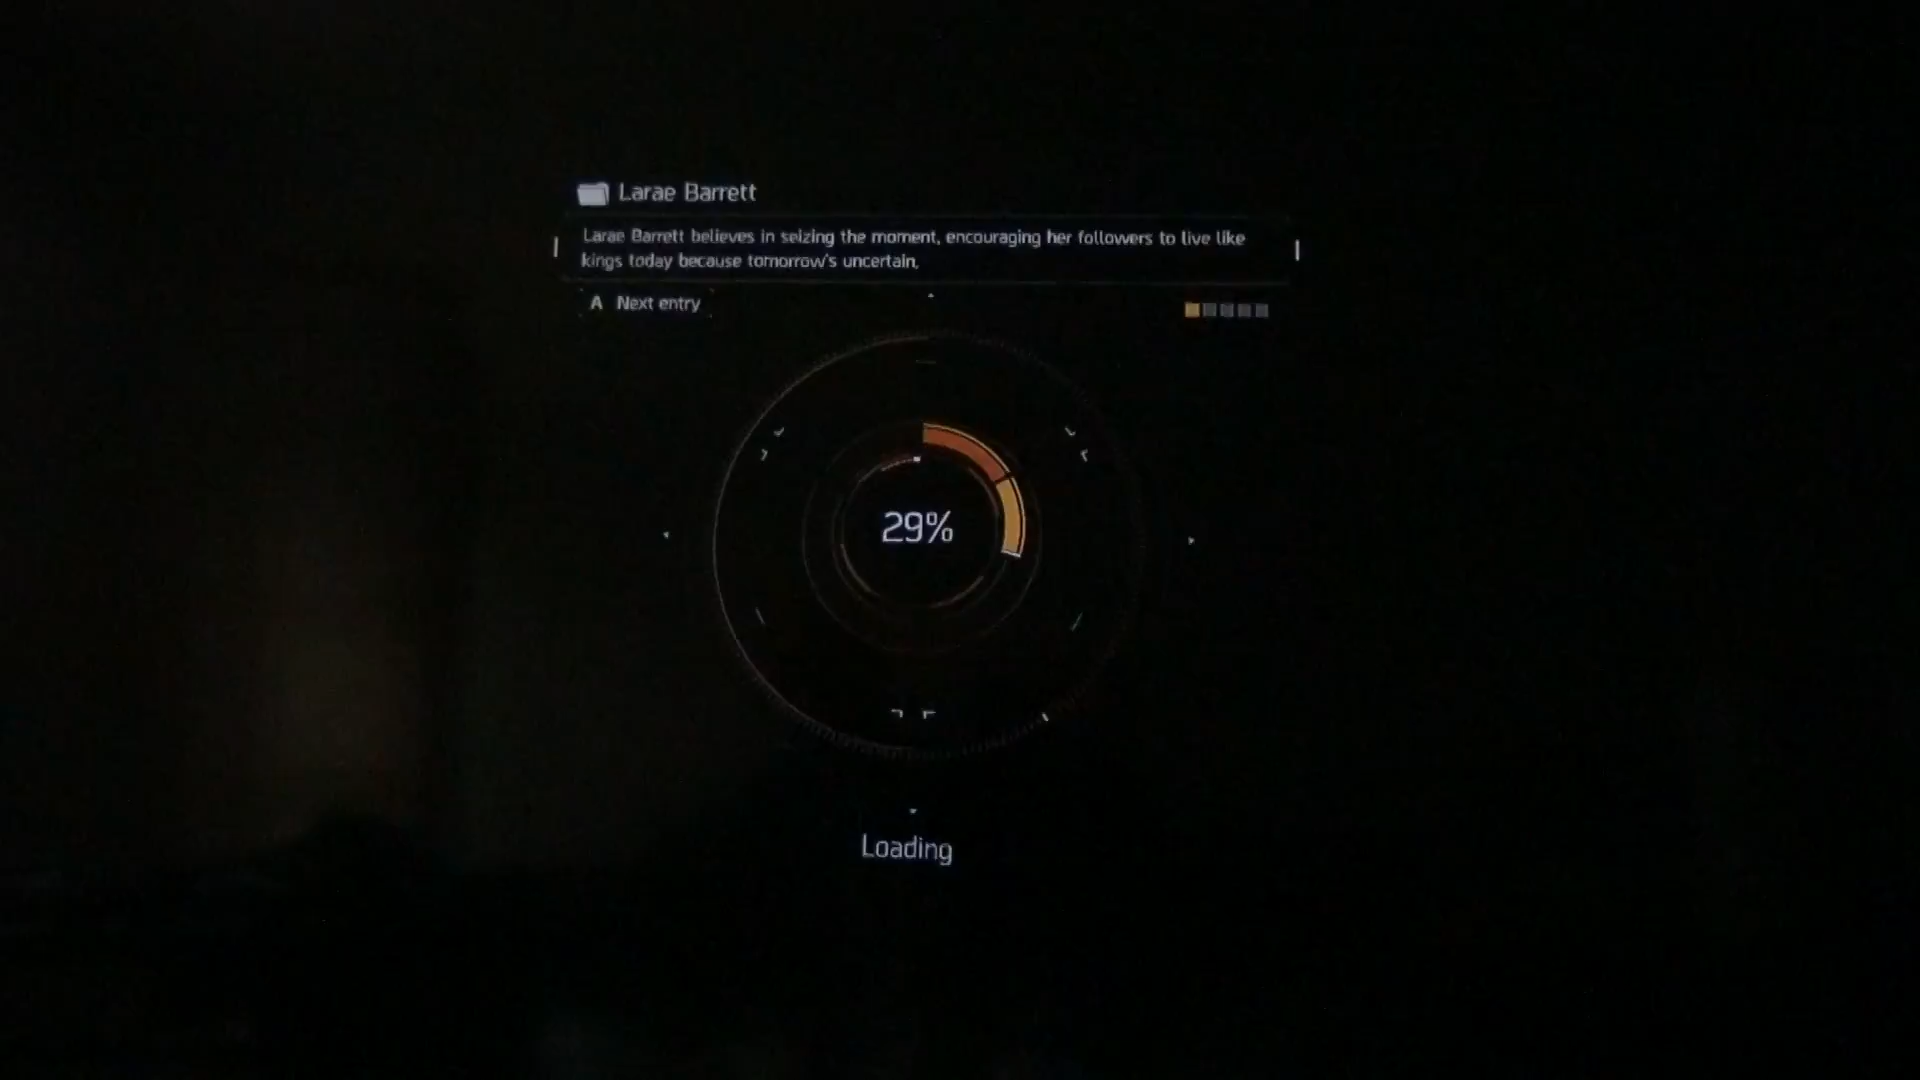 Larae Barrett
Larae Barrett believes in seizing the moment, encouraging her followers to live like
kings today because tomorrow's uncertain.
A Next entry
29%
Loading